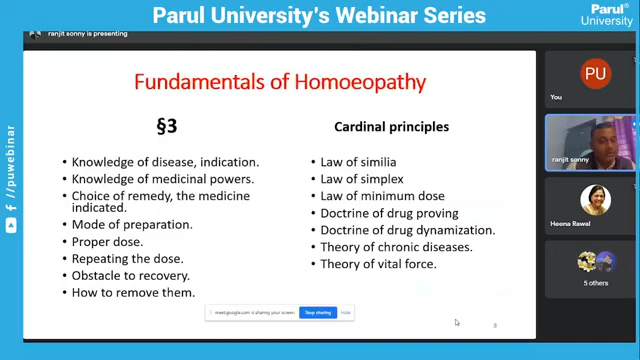 Parul University's Webinar Series
Parul®
University
ranjit sonny is presenting
Fundamentals of Homoeopathy
§3
Knowledge of disease, indication.
Knowledge of medicinal powers.
Choice of remedy, the medicine
indicated.
Mode of preparation.
Proper dose.
Repeating the dose.
Obstacle to recovery.
How to remove them.
Cardinal principles
Law of similia
Law of simplex
Law of minimum dose
Doctrine of drug proving
Doctrine of drug dynamization.
Theory of chronic diseases.
Theory of vital force.
meet.google.com is sharing your screen.
Stop sharing
Hide
8
PU
You
ranjit sonny
Heena Rawal
5 others
/puwebinar